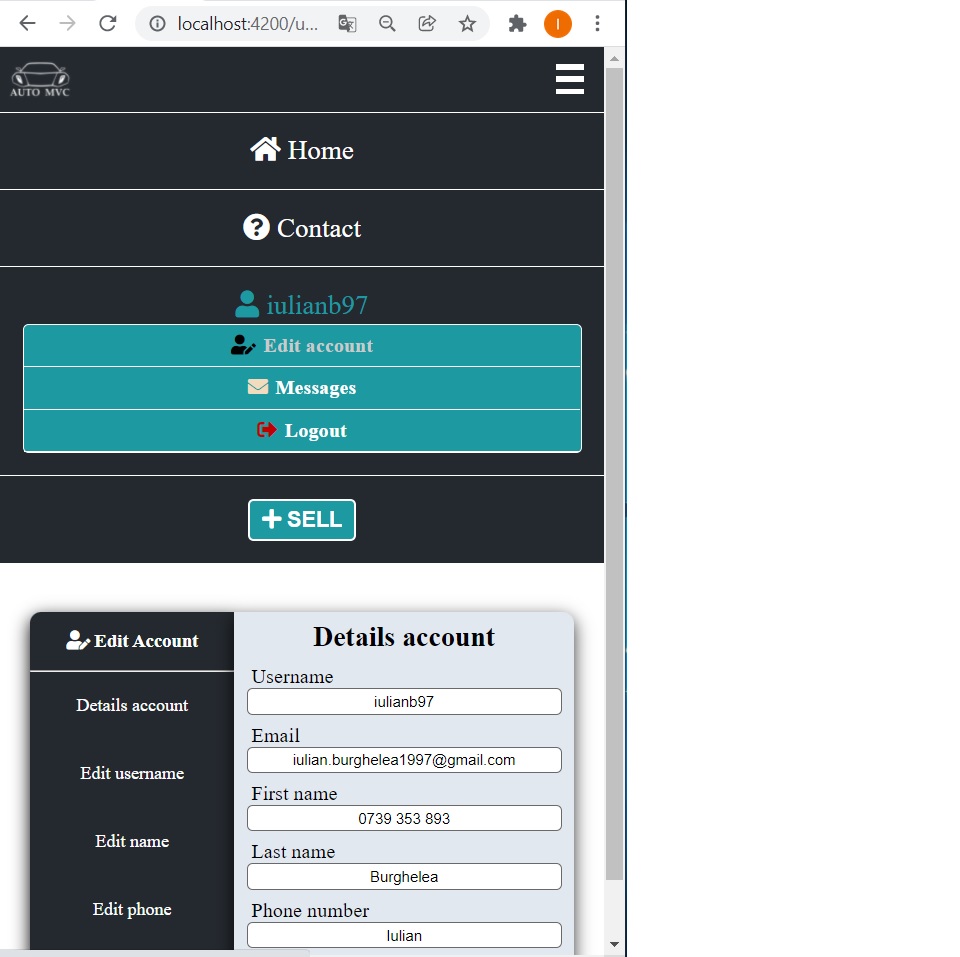 localhost:4200/u...
I
AUTO MVC
Home
Contact
iulianb97
Edit account
Messages
Logout
SELL
Edit Account
Details account
Edit username
Edit name
Edit phone
Details account
Username
iulianb97
Email
iulian.burghelea1997@gmail.com
First name
0739 353 893
Last name
Burghelea
Phone number
Iulian